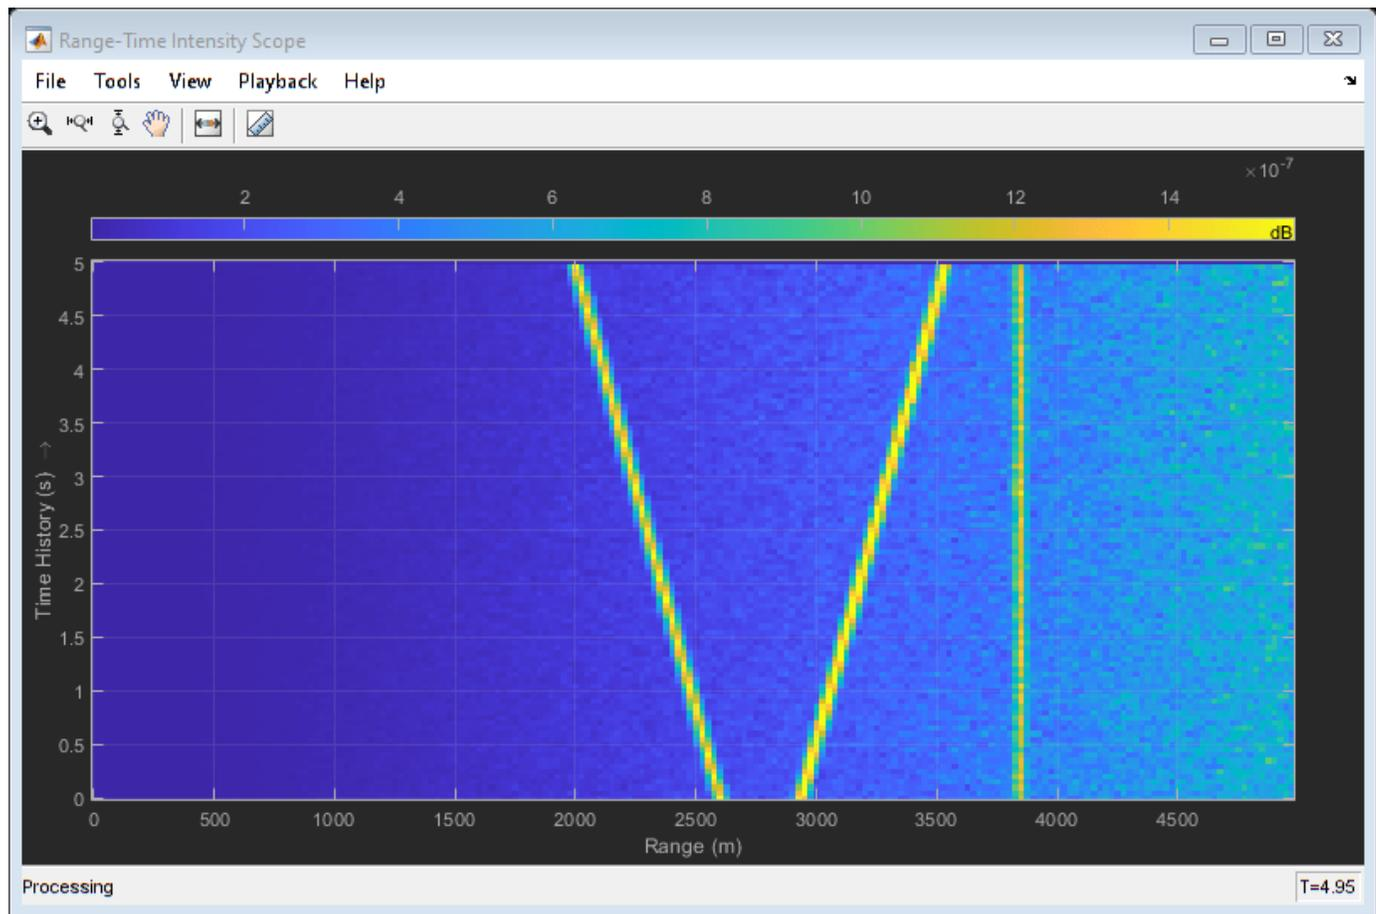 Range-Time Intensity Scope
File Tools View Playback Help
×10-7
2 4 6 8 10 12 14
dB
5
4.5
4
3.5
3
2.5
2
1.5
1
0.5
0
Time History (s) →
0 500 1000 1500 2000 2500 3000 3500 4000 4500
Range (m)
Processing
T=4.95